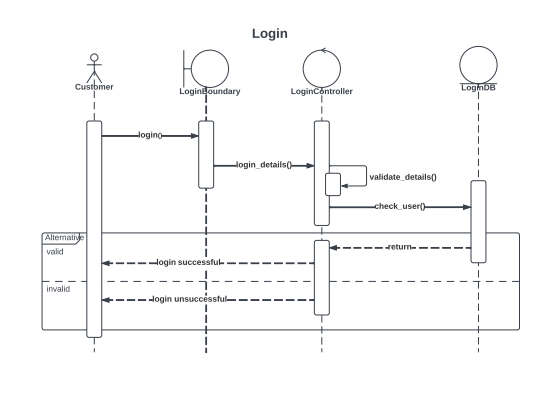 Login
Customer
LoginBoundary
LoginController
LoginDB
login()
login_details()
validate_details()
check_user()
Alternative
return
valid
login successful
invalid
login unsuccessful